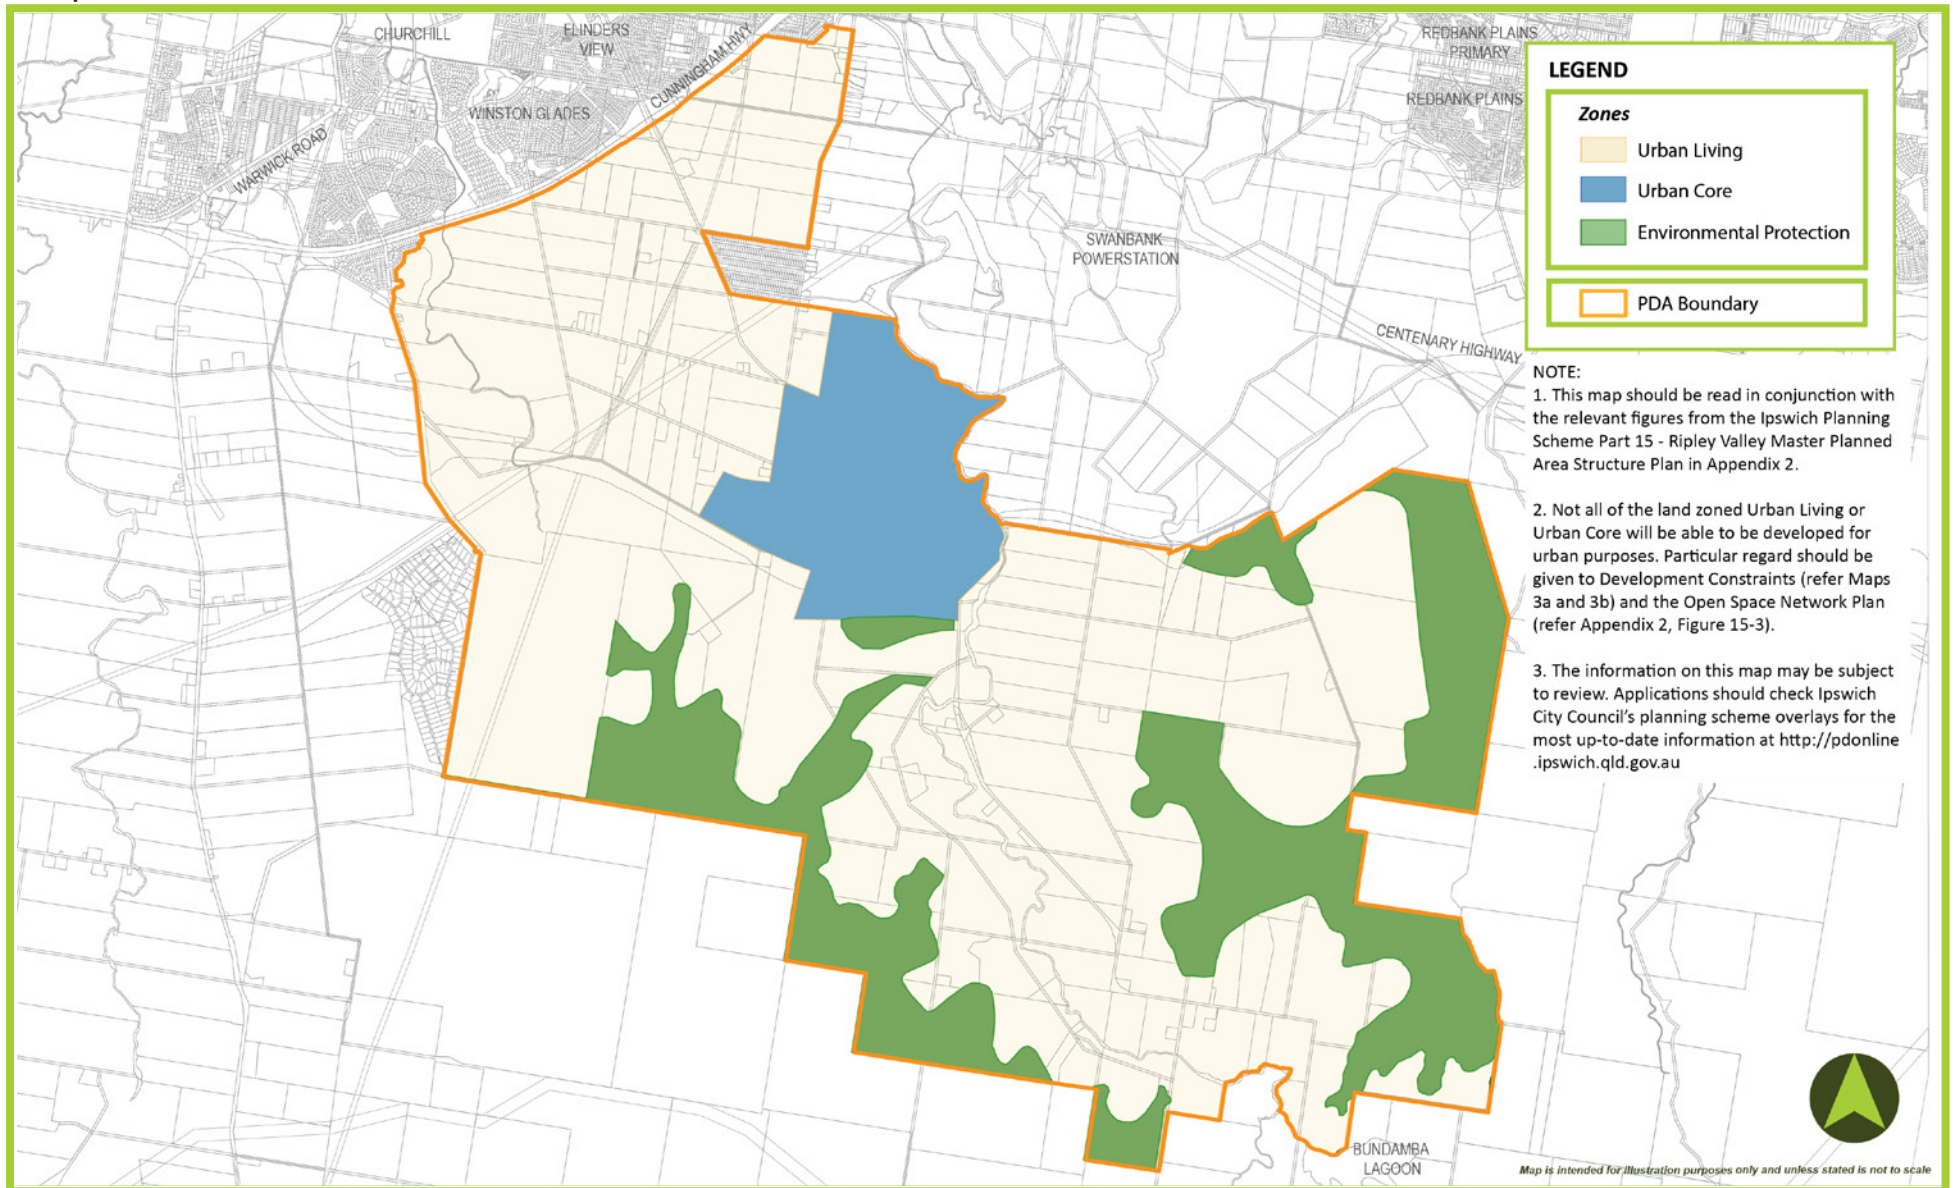 CHURCHILL
FLINDERS
VIEW
CUNNINGHAM HWY
WINSTON GLADES
WARWICK ROAD
REDBANK PLAINS
PRIMARY
REDBANK PLAINS
SWANBANK
POWERSTATION
CENTENARY HIGHWAY
BUNDAMBA
LAGOON
LEGEND
Zones
Urban Living
Urban Core
Environmental Protection
PDA Boundary
NOTE:
1. This map should be read in conjunction with
the relevant figures from the Ipswich Planning
Scheme Part 15 - Ripley Valley Master Planned
Area Structure Plan in Appendix 2.
2. Not all of the land zoned Urban Living or
Urban Core will be able to be developed for
urban purposes. Particular regard should be
given to Development Constraints (refer Maps
3a and 3b) and the Open Space Network Plan
(refer Appendix 2, Figure 15-3).
3. The information on this map may be subject
to review. Applications should check Ipswich
City Council's planning scheme overlays for the
most up-to-date information at http://pdonline
.ipswich.qld.gov.au
Map is intended for illustration purposes only and unless stated is not to scale